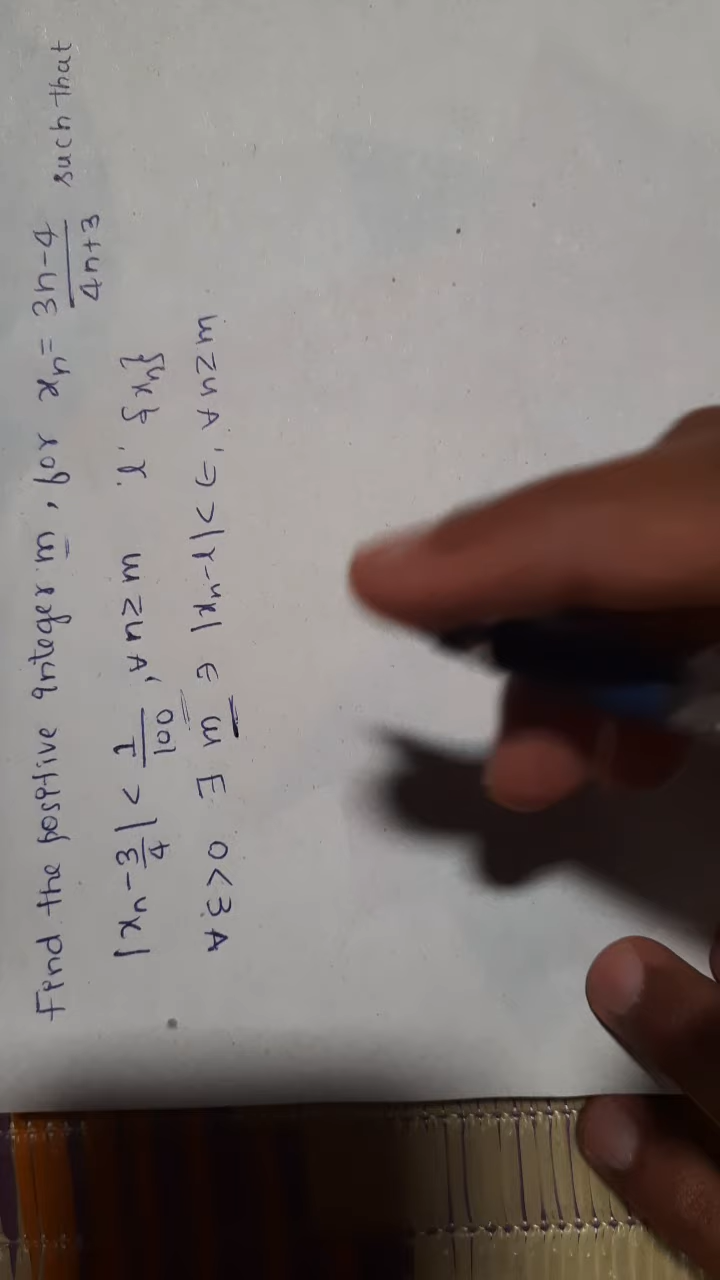 Find the positive integer m, for xn = 3n-4/4n+3 such that
|xn - 3/4| < 1/100, ∀ n≥m l {xn}
∀ ε>0 ∃ m ∋ |xn-l| < ∋, ∀ n≥m